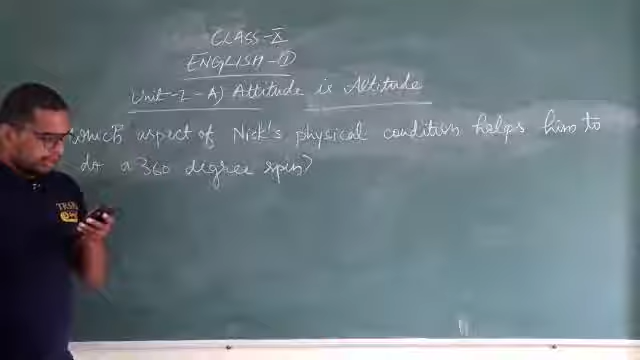 CLASS-X
ENGLISH-I
Unit-1-A) Attitude is Altitude
which aspect of Nick's physical condition helps him to
do a 360 degree spin?